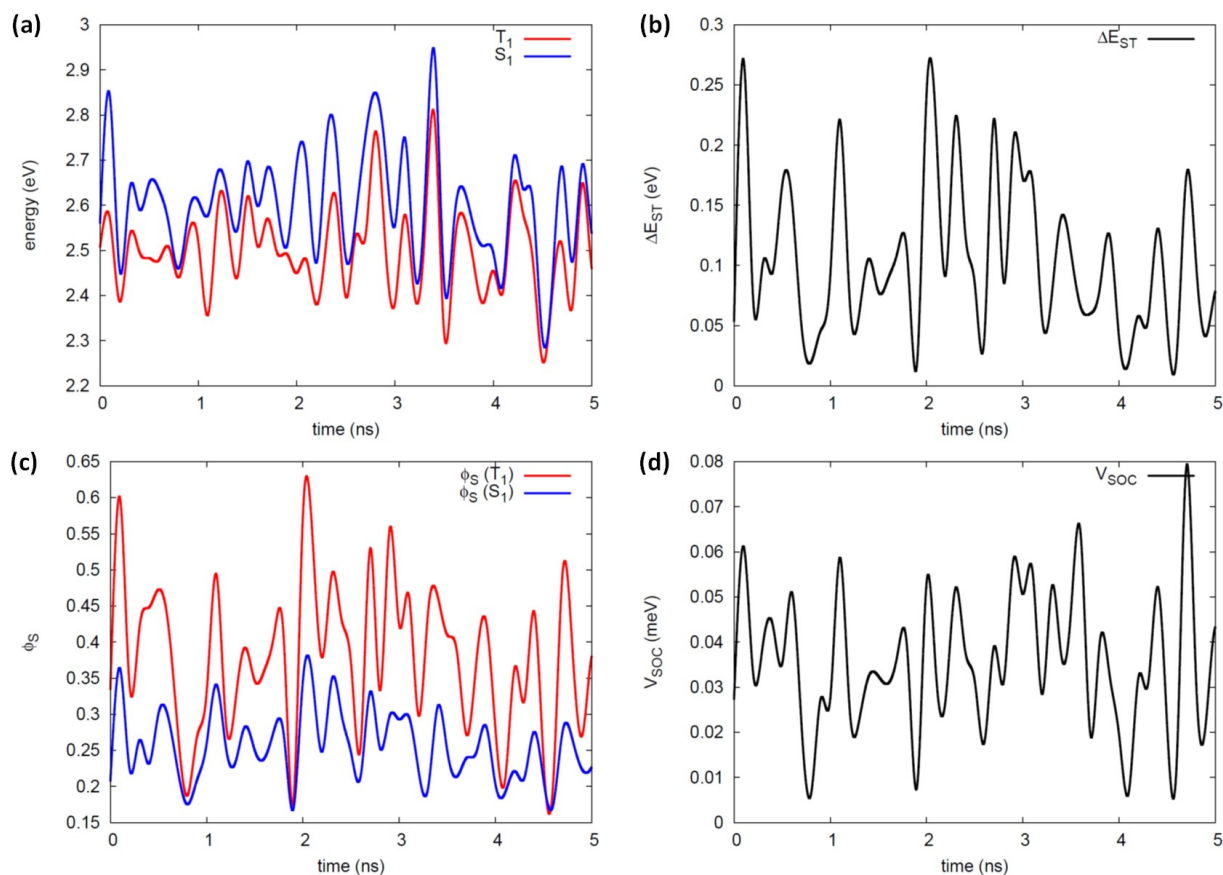 (a)
T1
S1
energy (eV)
3
2.9
2.8
2.7
2.6
2.5
2.4
2.3
2.2
0 1 2 3 4 5
time (ns)
(b)
ΔEST
ΔEST (eV)
0.3
0.25
0.2
0.15
0.1
0.05
0
0 1 2 3 4 5
time (ns)
(c)
ϕS (T1)
ϕS (S1)
ϕS
0.65
0.6
0.55
0.5
0.45
0.4
0.35
0.3
0.25
0.2
0.15
0 1 2 3 4 5
time (ns)
(d)
VSOC
VSOC (meV)
0.08
0.07
0.06
0.05
0.04
0.03
0.02
0.01
0
0 1 2 3 4 5
time (ns)